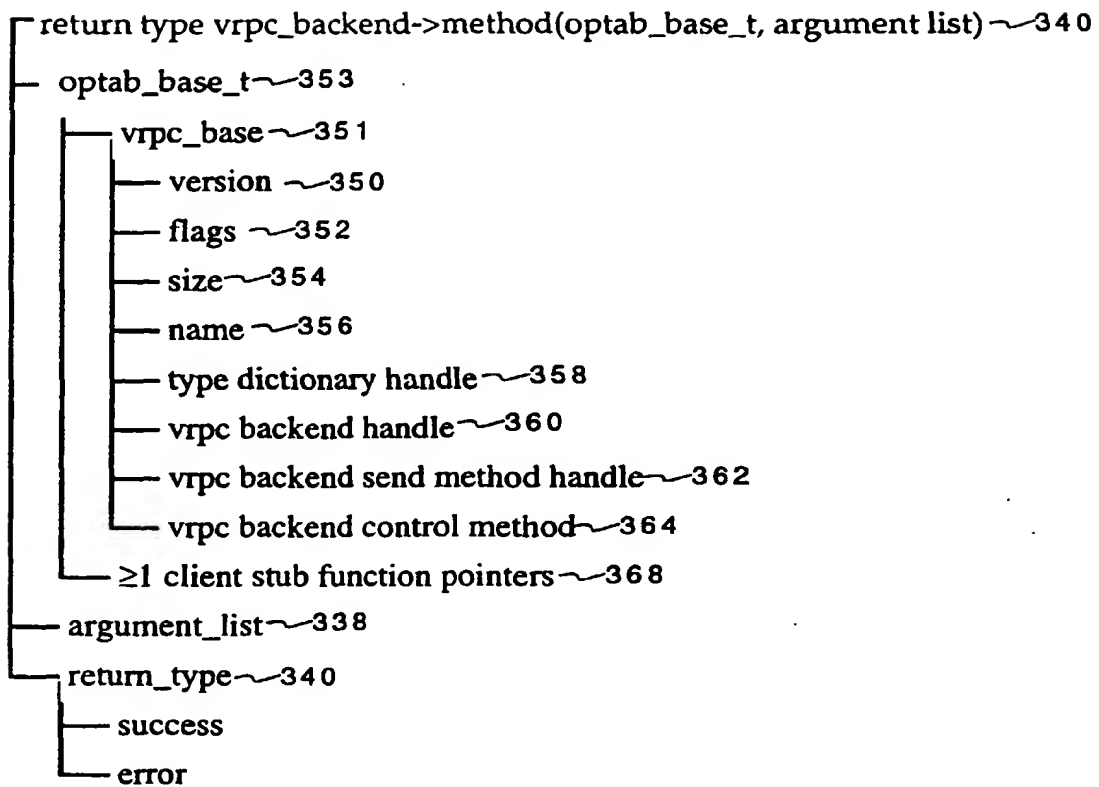 return type vrpc_backend->method(optab_base_t, argument list) 340
optab_base_t 353
vrpc_base 351
version 350
flags 352
size 354
name 356
type dictionary handle 358
vrpc backend handle 360
vrpc backend send method handle 362
vrpc backend control method 364
≥1 client stub function pointers 368
argument_list 338
return_type 340
success
error